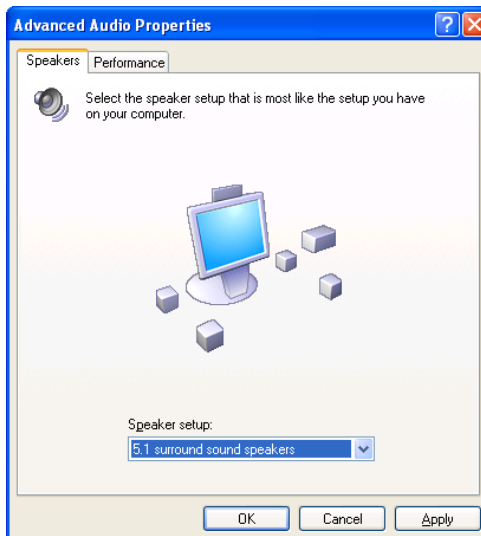 Advanced Audio Properties
Speakers Performance
Select the speaker setup that is most like the setup you have
on your computer.
Speaker setup:
5.1 surround sound speakers
OK Cancel Apply